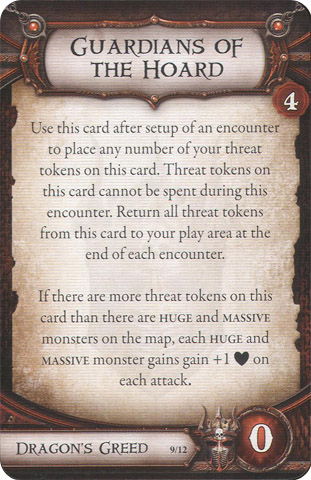 Guardians of
the Hoard
4
Use this card after setup of an encounter
to place any number of your threat
tokens on this card. Threat tokens on
this card cannot be spent during this
encounter. Return all threat tokens
from this card to your play area at the
end of each encounter.
If there are more threat tokens on this
card than there are HUGE and MASSIVE
monsters on the map, each HUGE and
MASSIVE monster gains gain +1 ♥ on
each attack.
Dragon's Greed 9/12 0